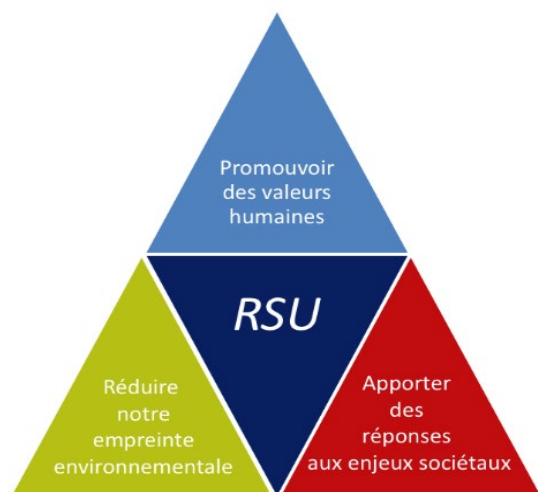 Promouvoir
des valeurs
humaines
RSU
Réduire
notre
empreinte
environnementale
Apporter
des
réponses
aux enjeux sociétaux